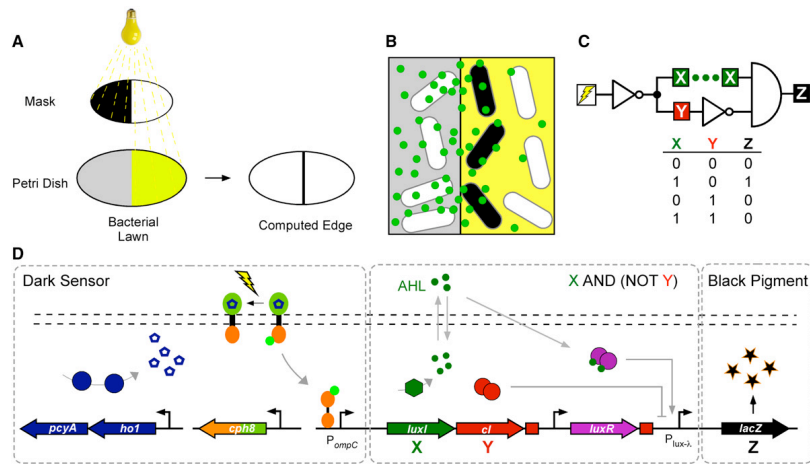 A
Mask
Petri Dish
Bacterial
Lawn
Computed Edge
B
C
X X
Y
Z
X Y Z
0 0 0
1 0 1
0 1 0
1 1 0
D
Dark Sensor
AHL
X AND (NOT Y)
Black Pigment
pcyA ho1 cph8 PompC luxI cI luxR Plux-λ lacZ
X Y Z